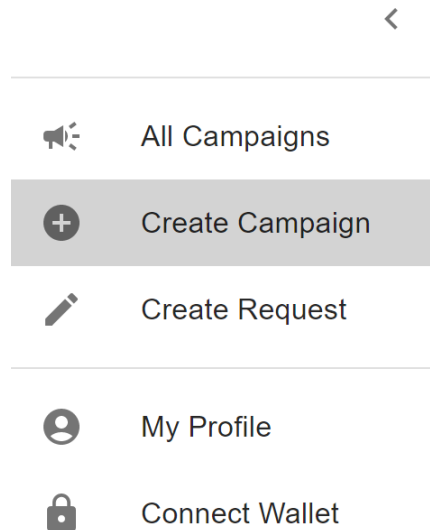 All Campaigns
Create Campaign
Create Request
My Profile
Connect Wallet